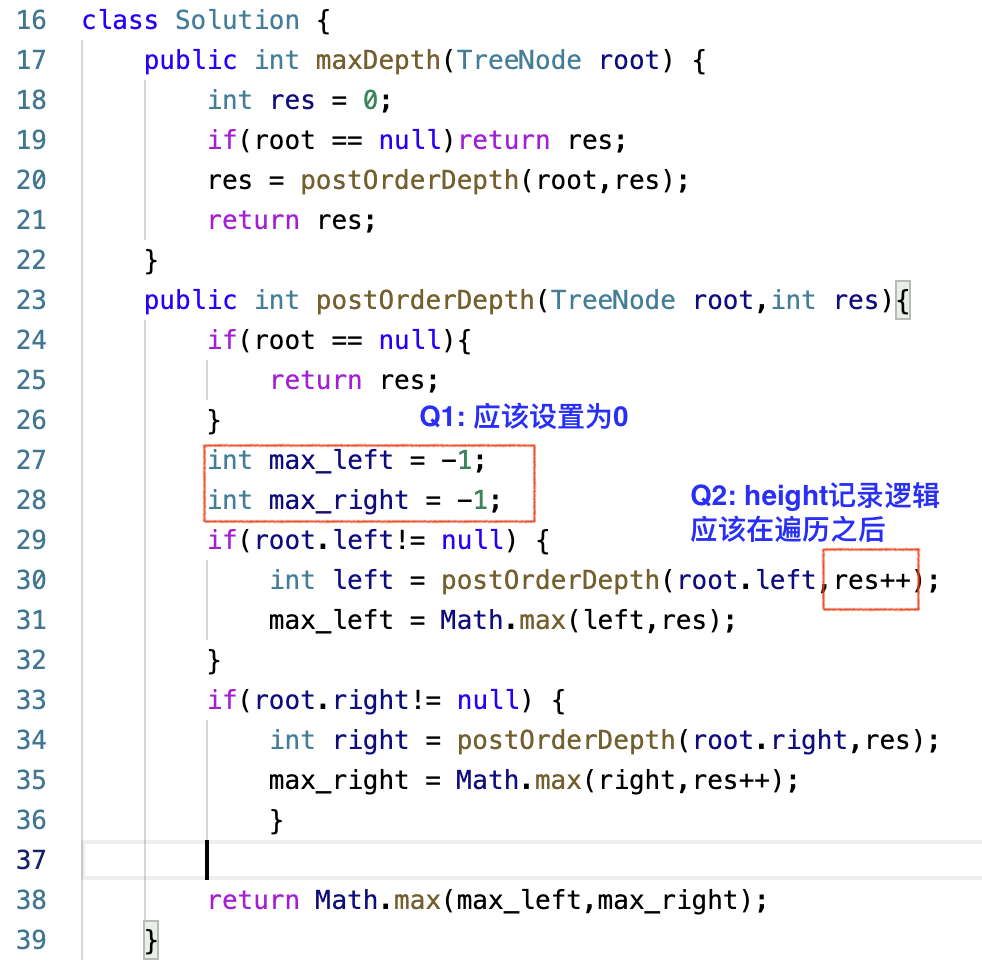 16 class Solution {
17 public int maxDepth(TreeNode root) {
18 int res = 0;
19 if(root == null)return res;
20 res = postOrderDepth(root,res);
21 return res;
22 }
23 public int postOrderDepth(TreeNode root,int res){
24 if(root == null){
25 return res;
26 }
Q1: 应该设置为0
27 int max_left = -1;
28 int max_right = -1;
Q2: height记录逻辑
应该在遍历之后
29 if(root.left!= null) {
30 int left = postOrderDepth(root.left,res++);
31 max_left = Math.max(left,res);
32 }
33 if(root.right!= null) {
34 int right = postOrderDepth(root.right,res);
35 max_right = Math.max(right,res++);
36 }
37
38 return Math.max(max_left,max_right);
39 }